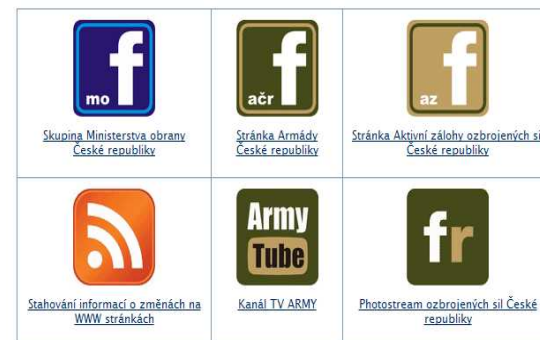 f
mo
Skupina Ministerstva obrany
České republiky
f
ačr
Stránka Armády
České republiky
f
az
Stránka Aktivní zálohy ozbrojených
České republiky
Stahování informací o změnách na
WWW stránkách
Army
Tube
Kanál TV ARMY
fr
Photostream ozbrojených sil České
republiky